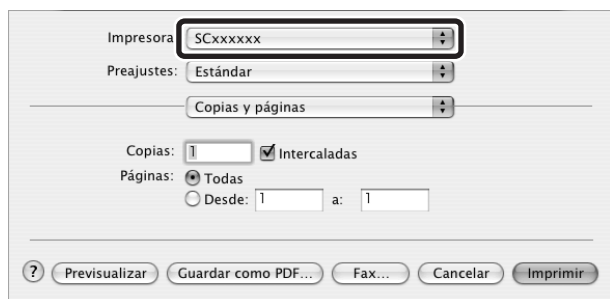 Impresora: SCxxxxxx
Preajustes: Estándar
Copias y páginas
Copias: 1 Intercaladas
Páginas: Todas
Desde: 1 a: 1
? Previsualizar Guardar como PDF... Fax... Cancelar Imprimir